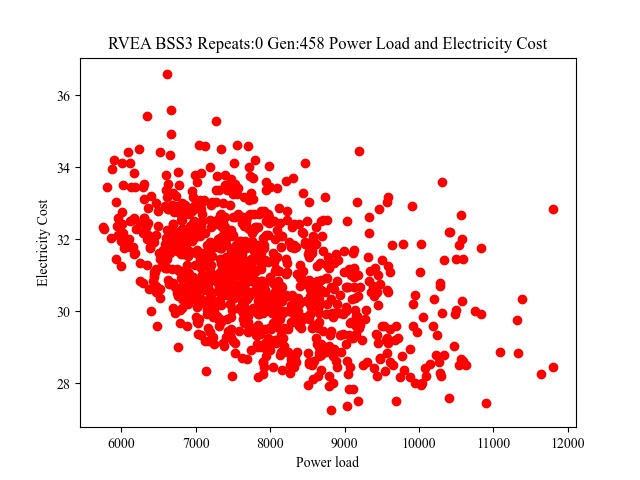 RVEA BSS3 Repeats:0 Gen:458 Power Load and Electricity Cost
Electricity Cost
36
34
32
30
28
6000 7000 8000 9000 10000 11000 12000
Power load